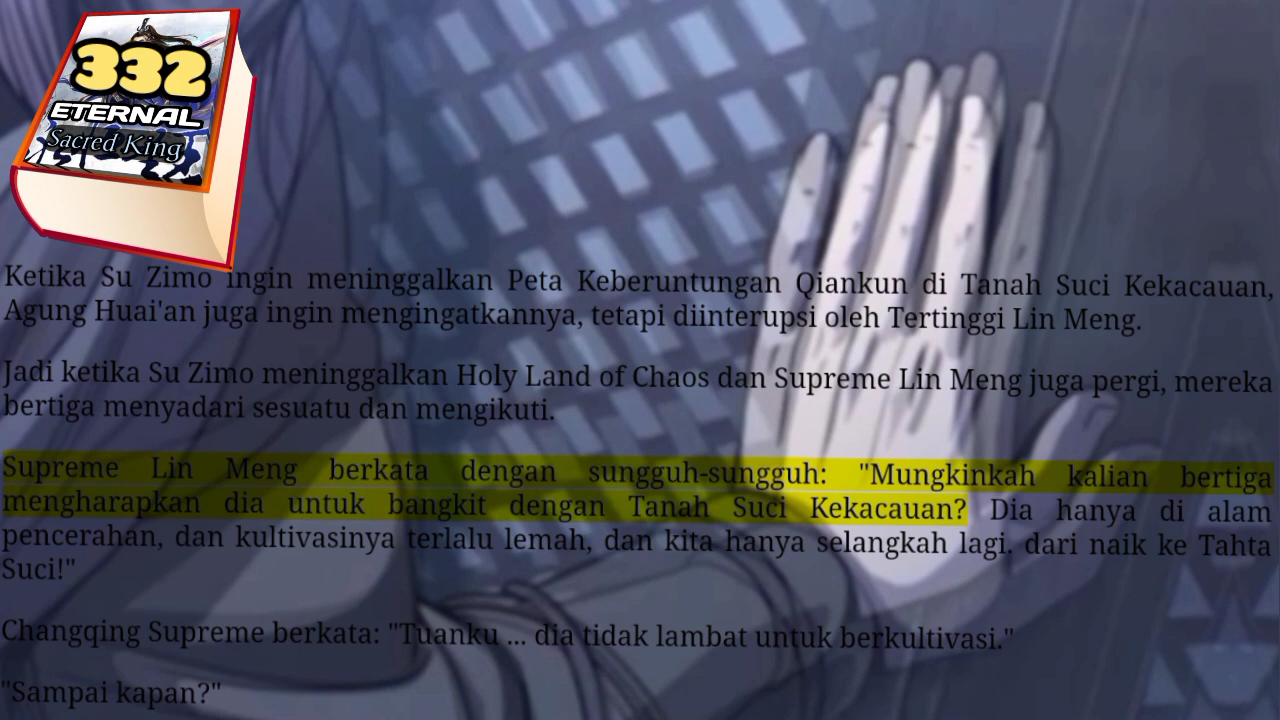 332
ETERNAL
Sacred King
Ketika Su Zimo ingin meninggalkan Peta Keberuntungan Qiankun di Tanah Suci Kekacauan,
Agung Huai'an juga ingin mengingatkannya, tetapi diinterupsi oleh Tertinggi Lin Meng.
Jadi ketika Su Zimo meninggalkan Holy Land of Chaos dan Supreme Lin Meng juga pergi, mereka
bertiga menyadari sesuatu dan mengikuti.
Supreme Lin Meng berkata dengan sungguh-sungguh: "Mungkinkah kalian bertiga
mengharapkan dia untuk bangkit dengan Tanah Suci Kekacauan? Dia hanya di alam
pencerahan, dan kultivasinya terlalu lemah, dan kita hanya selangkah lagi. dari naik ke Tahta
Suci!"
Changqing Supreme berkata: "Tuanku ... dia tidak lambat untuk berkultivasi."
"Sampai kapan?"